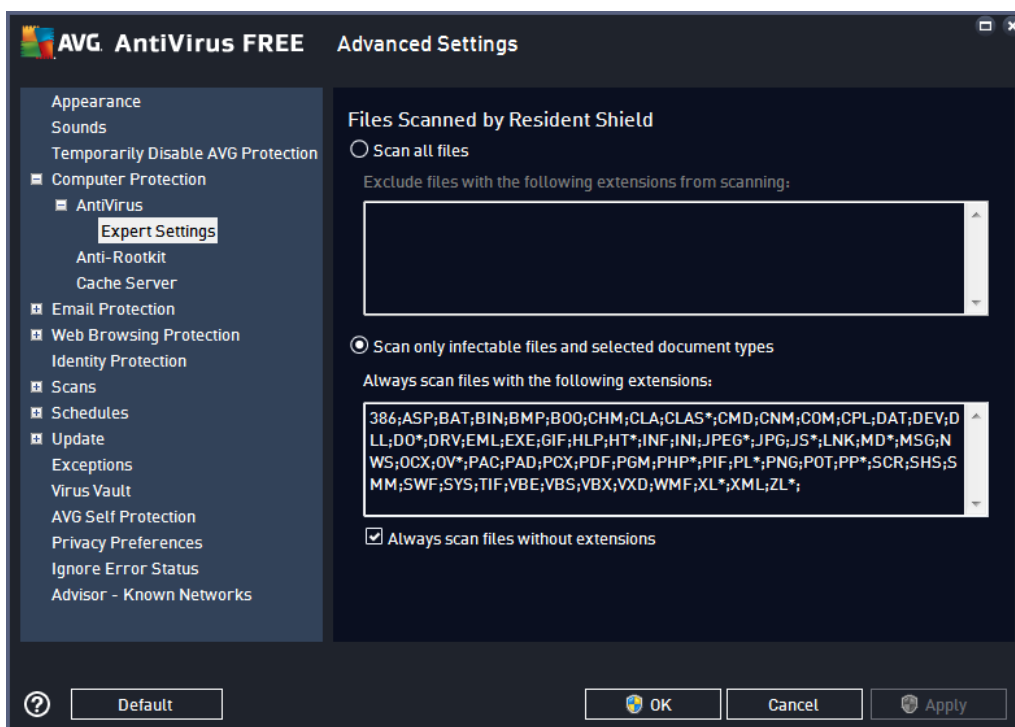 AVG. AntiVirus FREE Advanced Settings
Appearance
Sounds
Temporarily Disable AVG Protection
Computer Protection
AntiVirus
Expert Settings
Anti-Rootkit
Cache Server
Email Protection
Web Browsing Protection
Identity Protection
Scans
Schedules
Update
Exceptions
Virus Vault
AVG Self Protection
Privacy Preferences
Ignore Error Status
Advisor - Known Networks
Files Scanned by Resident Shield
Scan all files
Exclude files with the following extensions from scanning:
Scan only infectable files and selected document types
Always scan files with the following extensions:
386;ASP;BAT;BIN;BMP;BOO;CHM;CLA;CLAS*;CMD;CNM;COM;CPL;DAT;DEV;D
LL;DO*;DRV;EML;EXE;GIF;HLP;HT*;INF;INI;JPEG*;JPG;JS*;LNK;MD*;MSG;N
WS;OCX;OV*;PAC;PAD;PCX;PDF;PGM;PHP*;PIF;PL*;PNG;POT;PP*;SCR;SHS;S
MM;SWF;SYS;TIF;VBE;VBS;VBX;VXD;WMF;XL*;XML;ZL*;
Always scan files without extensions
? Default OK Cancel Apply